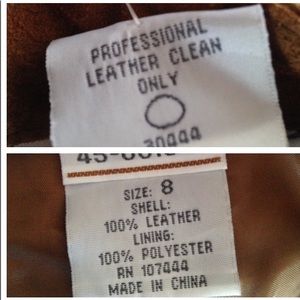 PROFESSIONAL
LEATHER CLEAN
ONLY
SIZE: 8
SHELL:
100% LEATHER
LINING:
100% POLYESTER
RN 107444
MADE IN CHINA